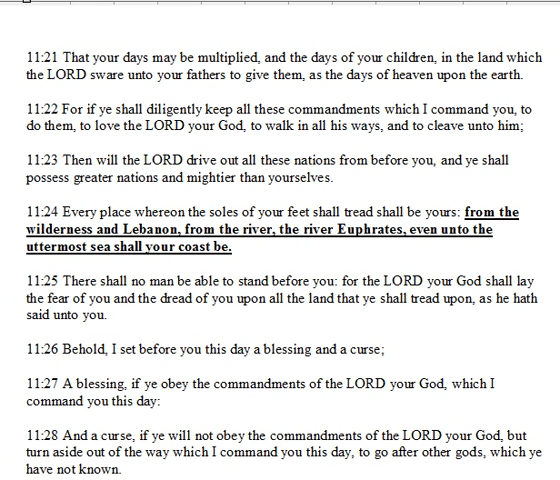 11:21 That your days may be multiplied, and the days of your children, in the land which
the LORD sware unto your fathers to give them, as the days of heaven upon the earth.
11:22 For if ye shall diligently keep all these commandments which I command you, to
do them, to love the LORD your God, to walk in all his ways, and to cleave unto him;
11:23 Then will the LORD drive out all these nations from before you, and ye shall
possess greater nations and mightier than yourselves.
11:24 Every place whereon the soles of your feet shall tread shall be yours: from the
wilderness and Lebanon, from the river, the river Euphrates, even unto the
uttermost sea shall your coast be.
11:25 There shall no man be able to stand before you: for the LORD your God shall lay
the fear of you and the dread of you upon all the land that ye shall tread upon, as he hath
said unto you.
11:26 Behold, I set before you this day a blessing and a curse;
11:27 A blessing, if ye obey the commandments of the LORD your God, which I
command you this day:
11:28 And a curse, if ye will not obey the commandments of the LORD your God, but
turn aside out of the way which I command you this day, to go after other gods, which ye
have not known.